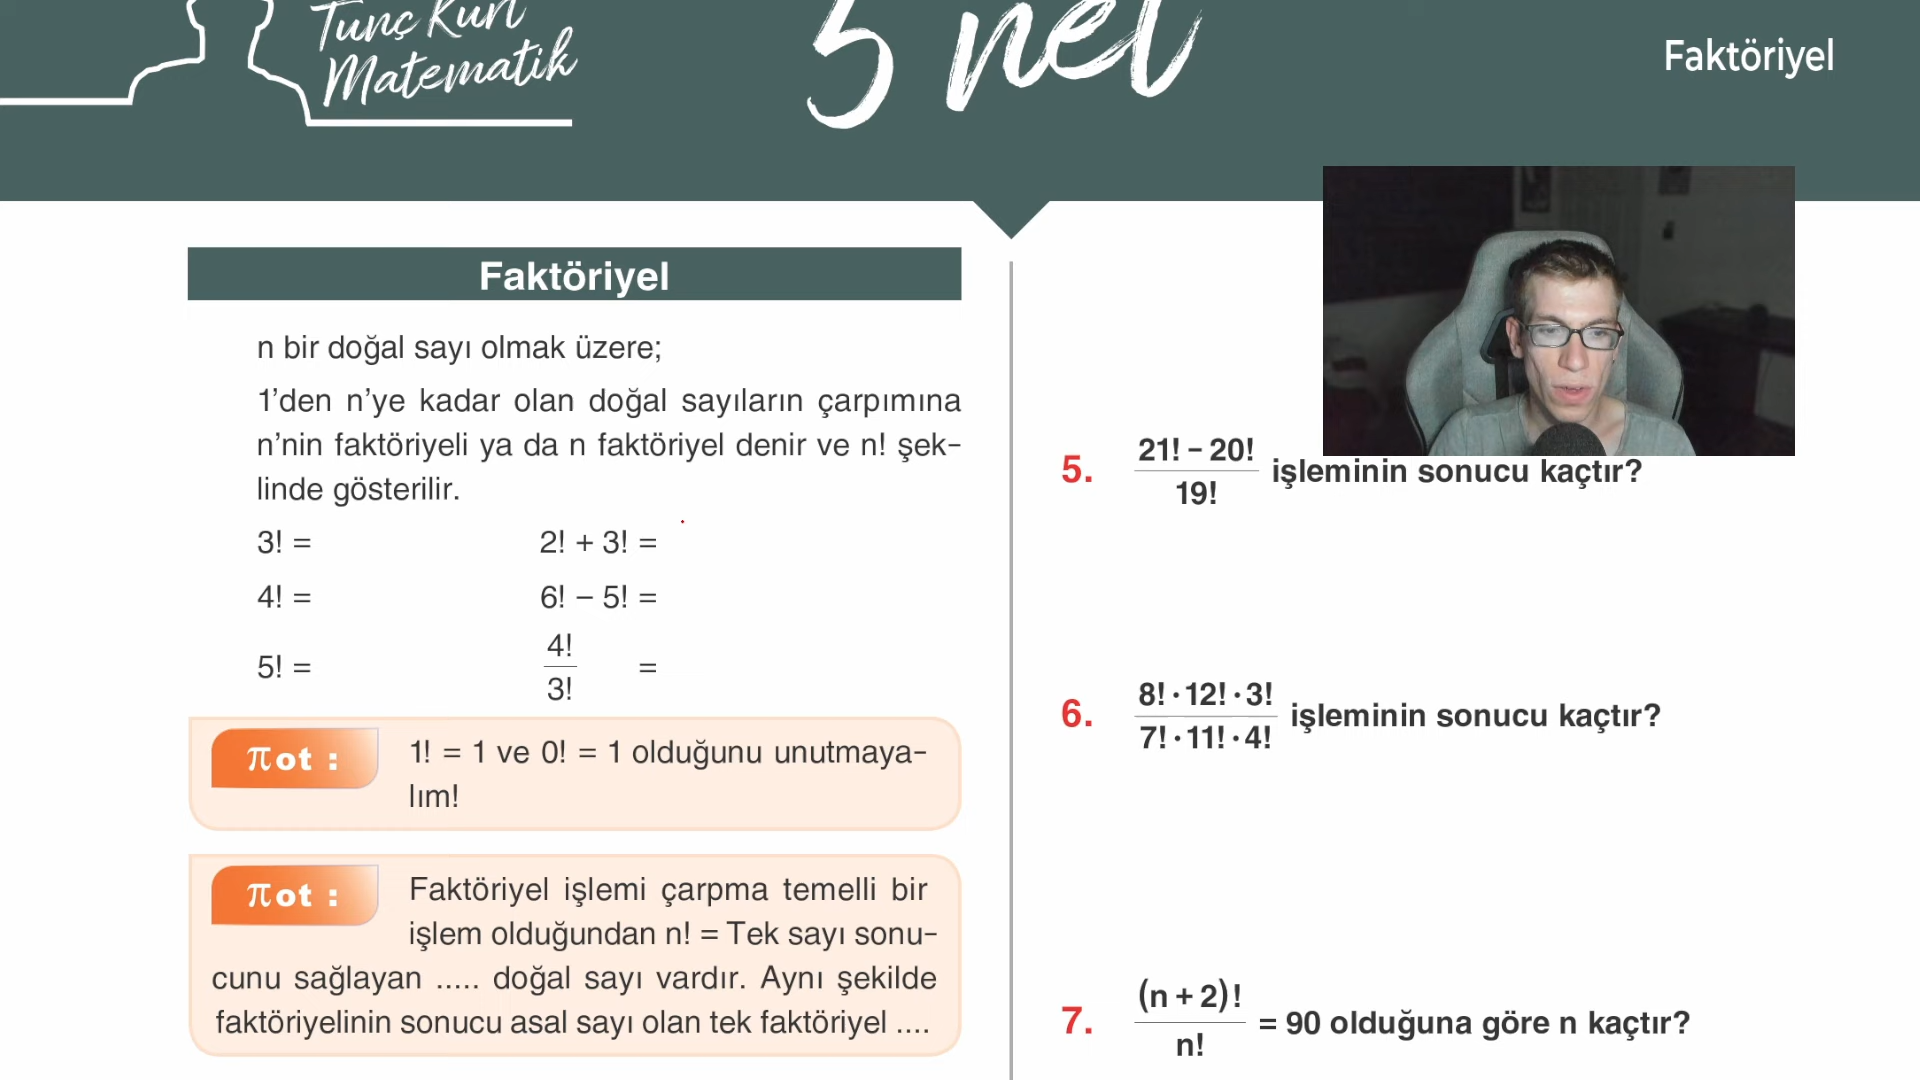 Tunç Kurt
Matematik
5 net
Faktöriyel
Faktöriyel
n bir doğal sayı olmak üzere;
1’den n’ye kadar olan doğal sayıların çarpımına
n’nin faktöriyeli ya da n faktöriyel denir ve n! şek–
linde gösterilir.
3! =
2! + 3! =
4! =
6! – 5! =
5! =
4!
3!
=
πot :
1! = 1 ve 0! = 1 olduğunu unutmaya–
lım!
πot :
Faktöriyel işlemi çarpma temelli bir
işlem olduğundan n! = Tek sayı sonu–
cunu sağlayan ..... doğal sayı vardır. Aynı şekilde
faktöriyelinin sonucu asal sayı olan tek faktöriyel ....
5.
21! – 20!
19!
işleminin sonucu kaçtır?
6.
8! · 12! · 3!
7! · 11! · 4!
işleminin sonucu kaçtır?
7.
(n + 2)!
n!
= 90 olduğuna göre n kaçtır?